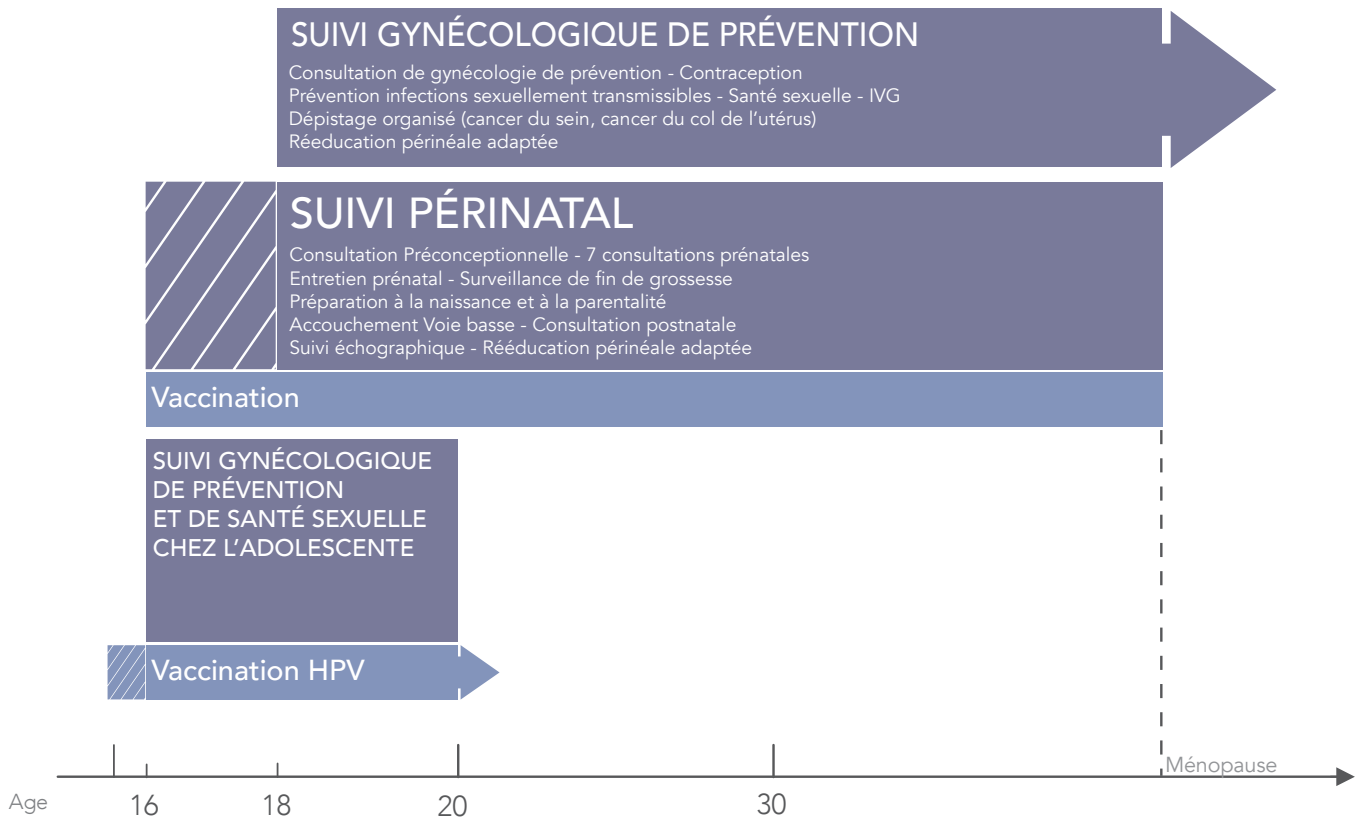 SUIVI GYNÉCOLOGIQUE DE PRÉVENTION
Consultation de gynécologie de prévention - Contraception
Prévention infections sexuellement transmissibles - Santé sexuelle - IVG
Dépistage organisé (cancer du sein, cancer du col de l'utérus)
Réeducation périnéale adaptée
SUIVI PÉRINATAL
Consultation Préconceptionnelle - 7 consultations prénatales
Entretien prénatal - Surveillance de fin de grossesse
Préparation à la naissance et à la parentalité
Accouchement Voie basse - Consultation postnatale
Suivi échographique - Rééducation périnéale adaptée
Vaccination
SUIVI GYNÉCOLOGIQUE
DE PRÉVENTION
ET DE SANTÉ SEXUELLE
CHEZ L'ADOLESCENTE
Vaccination HPV
Ménopause
Age 16 18 20 30